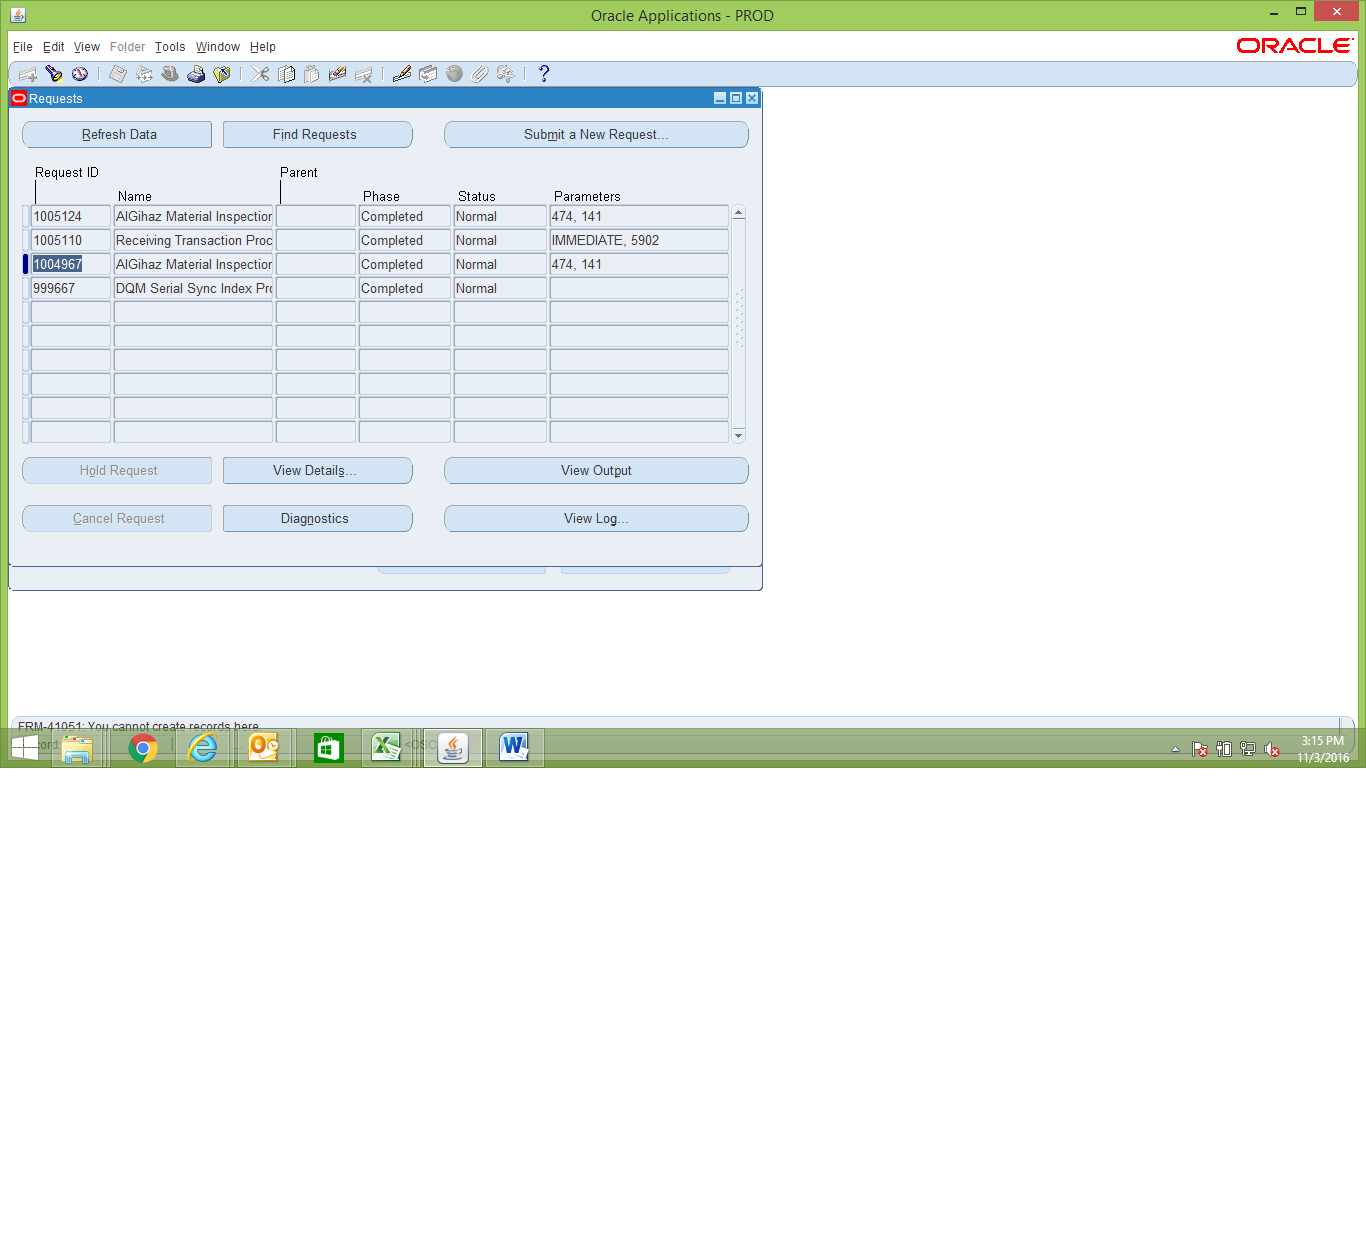 Oracle Applications - PROD
File Edit View Folder Tools Window Help
ORACLE
Requests
Refresh Data Find Requests Submit a New Request...
Request ID Parent
Name Phase Status Parameters
1005124 AlGihaz Material Inspection Completed Normal 474, 141
1005110 Receiving Transaction Proc Completed Normal IMMEDIATE, 5902
1004967 AlGihaz Material Inspection Completed Normal 474, 141
999667 DQM Serial Sync Index Pro Completed Normal
Hold Request View Details... View Output
Cancel Request Diagnostics View Log...
FRM-41051: You cannot create records here
3:15 PM
11/3/2016